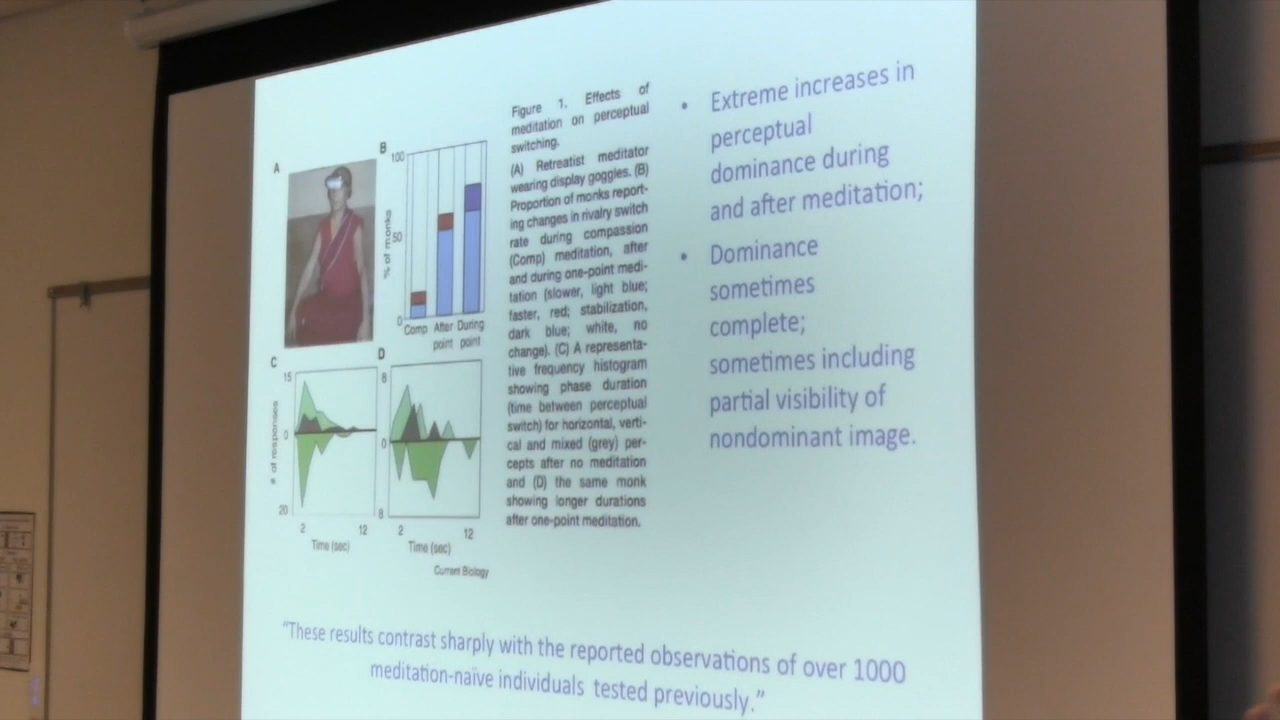 A
B
100
50
0
% of monks
Comp
After
point
During
point
C
15
0
20
# of responses
2
12
Time (sec)
D
8
0
8
2
12
Time (sec)
Current Biology
Figure 1. Effects of
meditation on perceptual
switching.
(A) Retreatist meditator
wearing display goggles. (B)
Proportion of monks report-
ing changes in rivalry switch
rate during compassion
(Comp) meditation, after
and during one-point medi-
tation (slower, light blue;
faster, red; stabilization,
dark blue; white, no
change). (C) A representa-
tive frequency histogram
showing phase duration
(time between perceptual
switch) for horizontal, verti-
cal and mixed (grey) per-
cepts after no meditation
and (D) the same monk
showing longer durations
after one-point meditation.
• Extreme increases in
perceptual
dominance during
and after meditation;
• Dominance
sometimes
complete;
sometimes including
partial visibility of
nondominant image.
"These results contrast sharply with the reported observations of over 1000
meditation-naïve individuals tested previously."